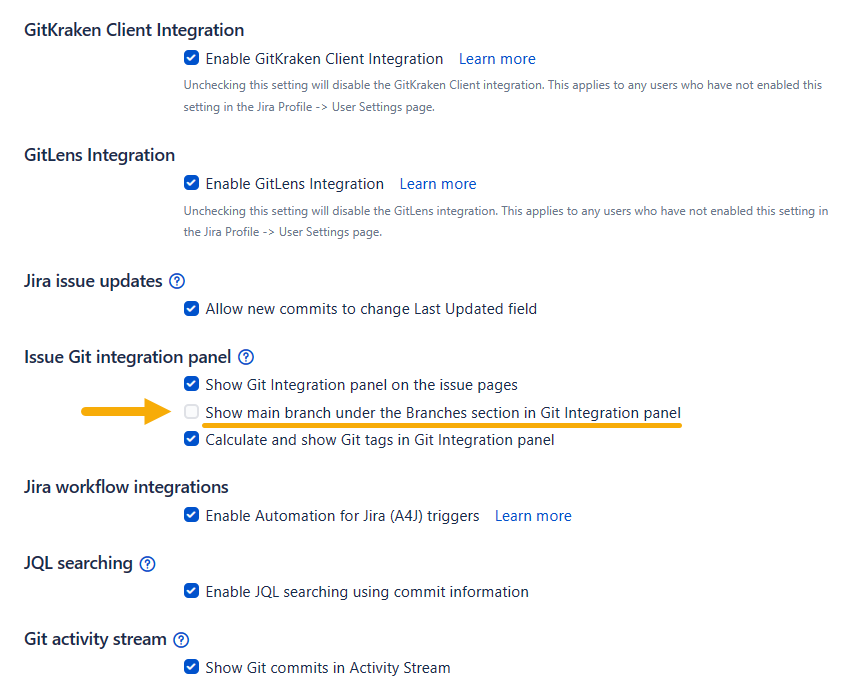 GitKraken Client Integration
Enable GitKraken Client Integration Learn more
Unchecking this setting will disable the GitKraken Client integration. This applies to any users who have not enabled this
setting in the Jira Profile -> User Settings page.
GitLens Integration
Enable GitLens Integration Learn more
Unchecking this setting will disable the GitLens integration. This applies to any users who have not enabled this setting in
the Jira Profile -> User Settings page.
Jira issue updates ?
Allow new commits to change Last Updated field
Issue Git integration panel ?
Show Git Integration panel on the issue pages
Show main branch under the Branches section in Git Integration panel
Calculate and show Git tags in Git Integration panel
Jira workflow integrations
Enable Automation for Jira (A4J) triggers Learn more
JQL searching ?
Enable JQL searching using commit information
Git activity stream ?
Show Git commits in Activity Stream